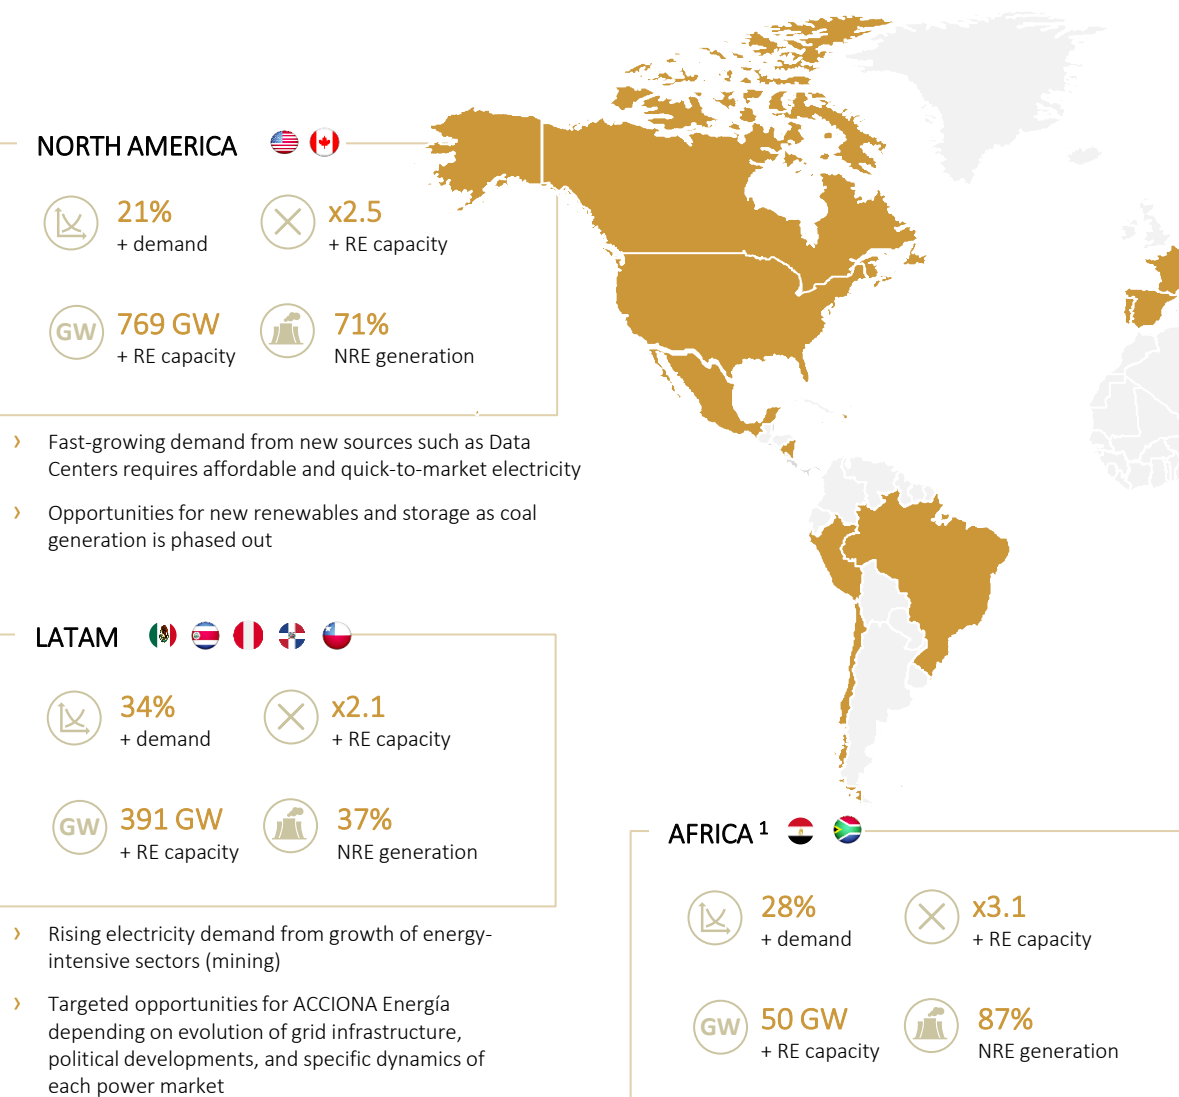 NORTH AMERICA
21%
+ demand
x2.5
+ RE capacity
GW
769 GW
+ RE capacity
71%
NRE generation
› Fast-growing demand from new sources such as Data
Centers requires affordable and quick-to-market electricity
› Opportunities for new renewables and storage as coal
generation is phased out
LATAM
34%
+ demand
x2.1
+ RE capacity
GW
391 GW
+ RE capacity
37%
NRE generation
› Rising electricity demand from growth of energy-
intensive sectors (mining)
› Targeted opportunities for ACCIONA Energía
depending on evolution of grid infrastructure,
political developments, and specific dynamics of
each power market
AFRICA 1
28%
+ demand
x3.1
+ RE capacity
GW
50 GW
+ RE capacity
87%
NRE generation